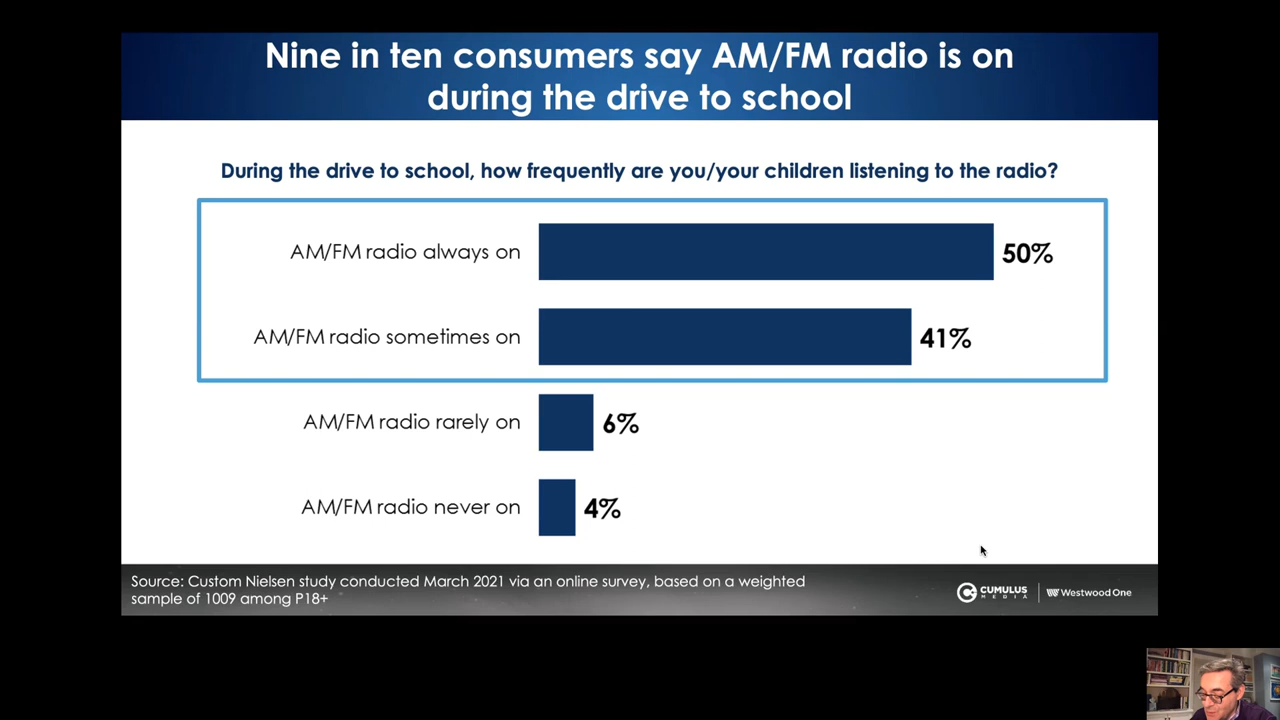 Nine in ten consumers say AM/FM radio is on
during the drive to school
During the drive to school, how frequently are you/your children listening to the radio?
AM/FM radio always on
50%
AM/FM radio sometimes on
41%
AM/FM radio rarely on
6%
AM/FM radio never on
4%
Source: Custom Nielsen study conducted March 2021 via an online survey, based on a weighted
sample of 1009 among P18+
CUMULUS
MEDIA
Westwood One